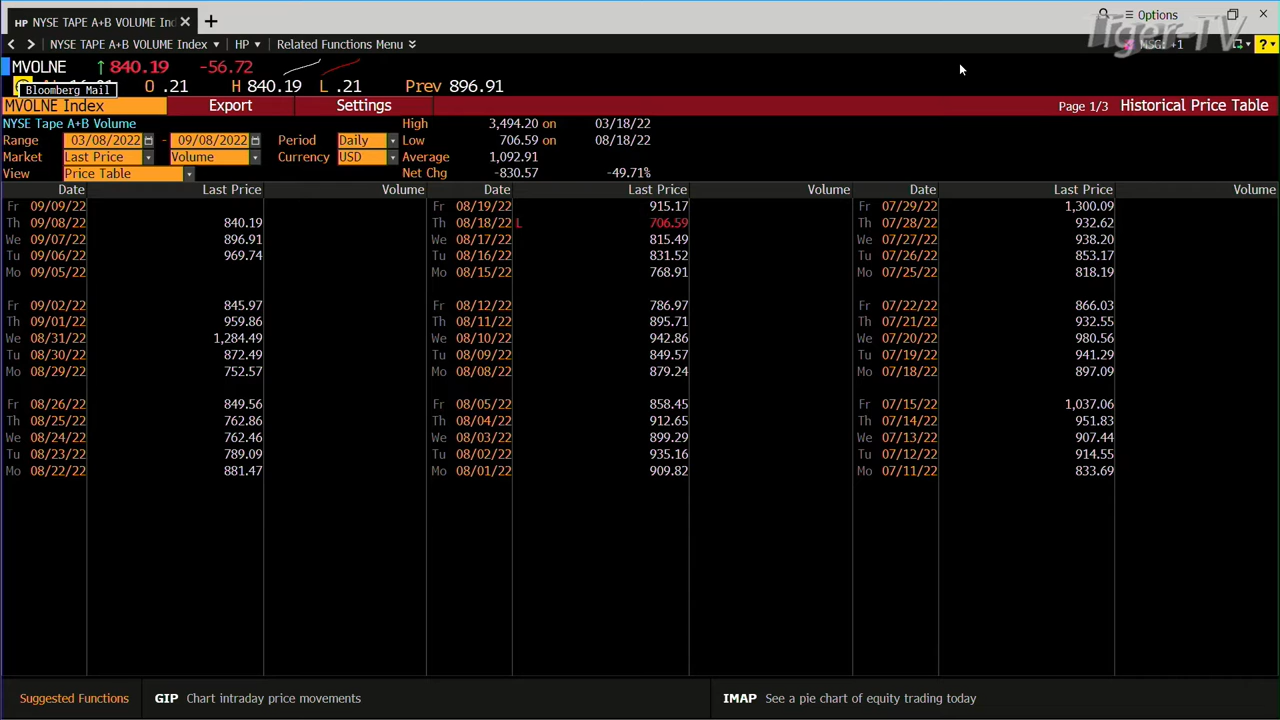 HP NYSE TAPE A+B VOLUME Ind
Options
NYSE TAPE A+B VOLUME Index HP Related Functions Menu
MSG: +1
Tiger-TV
MVOLNE ↑ 840.19 -56.72
O .21 H 840.19 L .21 Prev 896.91
Bloomberg Mail
MVOLNE Index Export Settings Page 1/3 Historical Price Table
NYSE Tape A+B Volume High 3,494.20 on 03/18/22
Range 03/08/2022 - 09/08/2022 Period Daily Low 706.59 on 08/18/22
Market Last Price Volume Currency USD Average 1,092.91
View Price Table Net Chg -830.57 -49.71%
Date Last Price Volume Date Last Price Volume Date Last Price Volume
Fr 09/09/22 Fr 08/19/22 915.17 Fr 07/29/22 1,300.09
Th 09/08/22 840.19 Th 08/18/22 L 706.59 Th 07/28/22 932.62
We 09/07/22 896.91 We 08/17/22 815.49 We 07/27/22 938.20
Tu 09/06/22 969.74 Tu 08/16/22 831.52 Tu 07/26/22 853.17
Mo 09/05/22 Mo 08/15/22 768.91 Mo 07/25/22 818.19
Fr 09/02/22 845.97 Fr 08/12/22 786.97 Fr 07/22/22 866.03
Th 09/01/22 959.86 Th 08/11/22 895.71 Th 07/21/22 932.55
We 08/31/22 1,284.49 We 08/10/22 942.86 We 07/20/22 980.56
Tu 08/30/22 872.49 Tu 08/09/22 849.57 Tu 07/19/22 941.29
Mo 08/29/22 752.57 Mo 08/08/22 879.24 Mo 07/18/22 897.09
Fr 08/26/22 849.56 Fr 08/05/22 858.45 Fr 07/15/22 1,037.06
Th 08/25/22 762.86 Th 08/04/22 912.65 Th 07/14/22 951.83
We 08/24/22 762.46 We 08/03/22 899.29 We 07/13/22 907.44
Tu 08/23/22 789.09 Tu 08/02/22 935.16 Tu 07/12/22 914.55
Mo 08/22/22 881.47 Mo 08/01/22 909.82 Mo 07/11/22 833.69
Suggested Functions GIP Chart intraday price movements IMAP See a pie chart of equity trading today